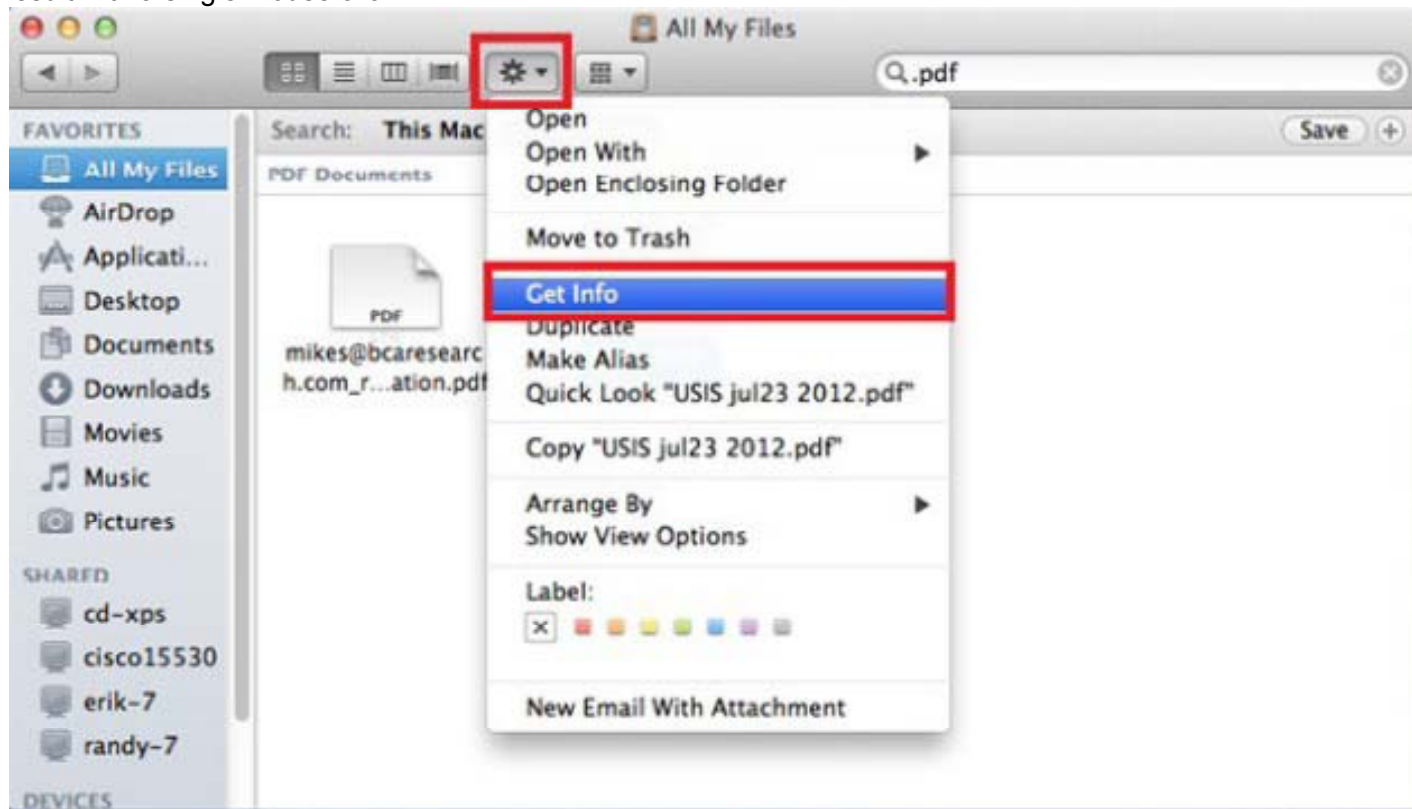 All My Files
.pdf
FAVORITES
All My Files
AirDrop
Applicati...
Desktop
Documents
Downloads
Movies
Music
Pictures
SHARED
cd-xps
cisco15530
erik-7
randy-7
DEVICES
Search: This Mac
Save
PDF Documents
PDF
mikes@bcaresearc
h.com_r...ation.pdf
Open
Open With
Open Enclosing Folder
Move to Trash
Get Info
Duplicate
Make Alias
Quick Look "USIS jul23 2012.pdf"
Copy "USIS jul23 2012.pdf"
Arrange By
Show View Options
Label:
New Email With Attachment